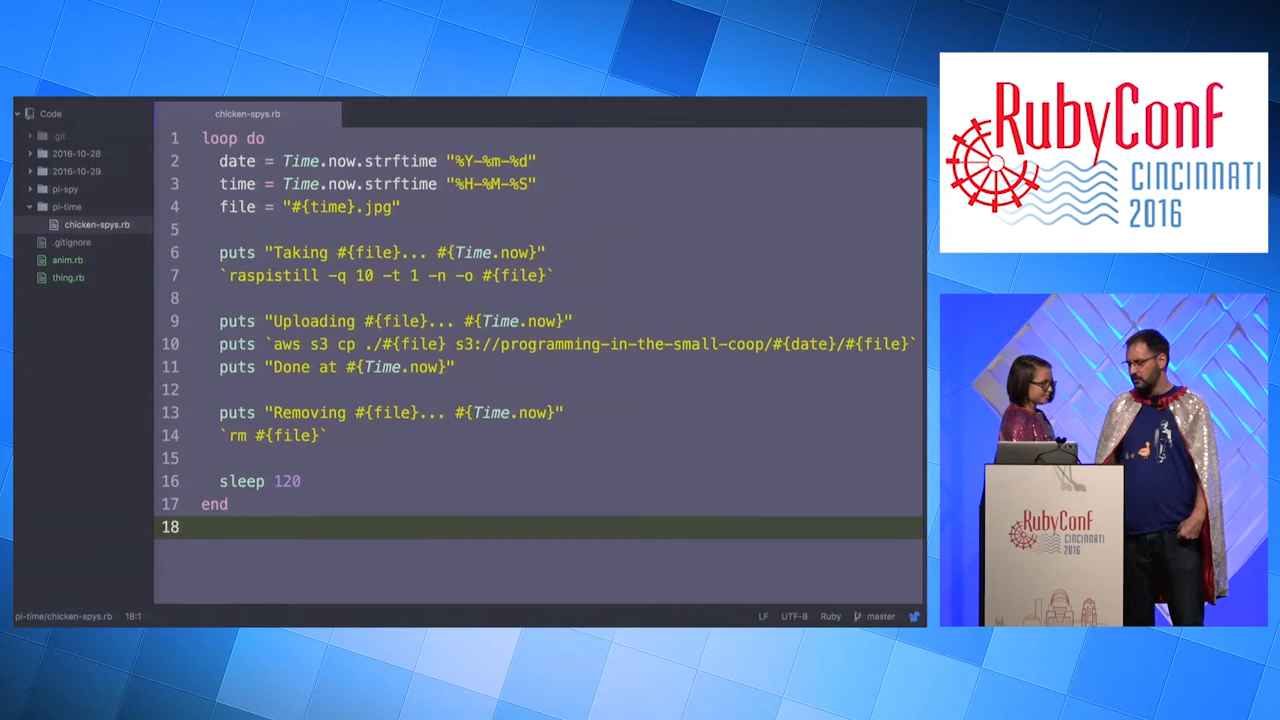 Code
.git
2016-10-28
2016-10-29
pi-spy
pi-time
chicken-spys.rb
.gitignore
anim.rb
thing.rb
chicken-spys.rb
1 loop do
2 date = Time.now.strftime "%Y-%m-%d"
3 time = Time.now.strftime "%H-%M-%S"
4 file = "#{time}.jpg"
5
6 puts "Taking #{file}... #{Time.now}"
7 `raspistill -q 10 -t 1 -n -o #{file}`
8
9 puts "Uploading #{file}... #{Time.now}"
10 puts `aws s3 cp ./#{file} s3://programming-in-the-small-coop/#{date}/#{file}`
11 puts "Done at #{Time.now}"
12
13 puts "Removing #{file}... #{Time.now}"
14 `rm #{file}`
15
16 sleep 120
17 end
18
pi-time/chicken-spys.rb 18:1
LF UTF-8 Ruby master
RubyConf
CINCINNATI
2016
RubyConf
CINCINNATI
2016